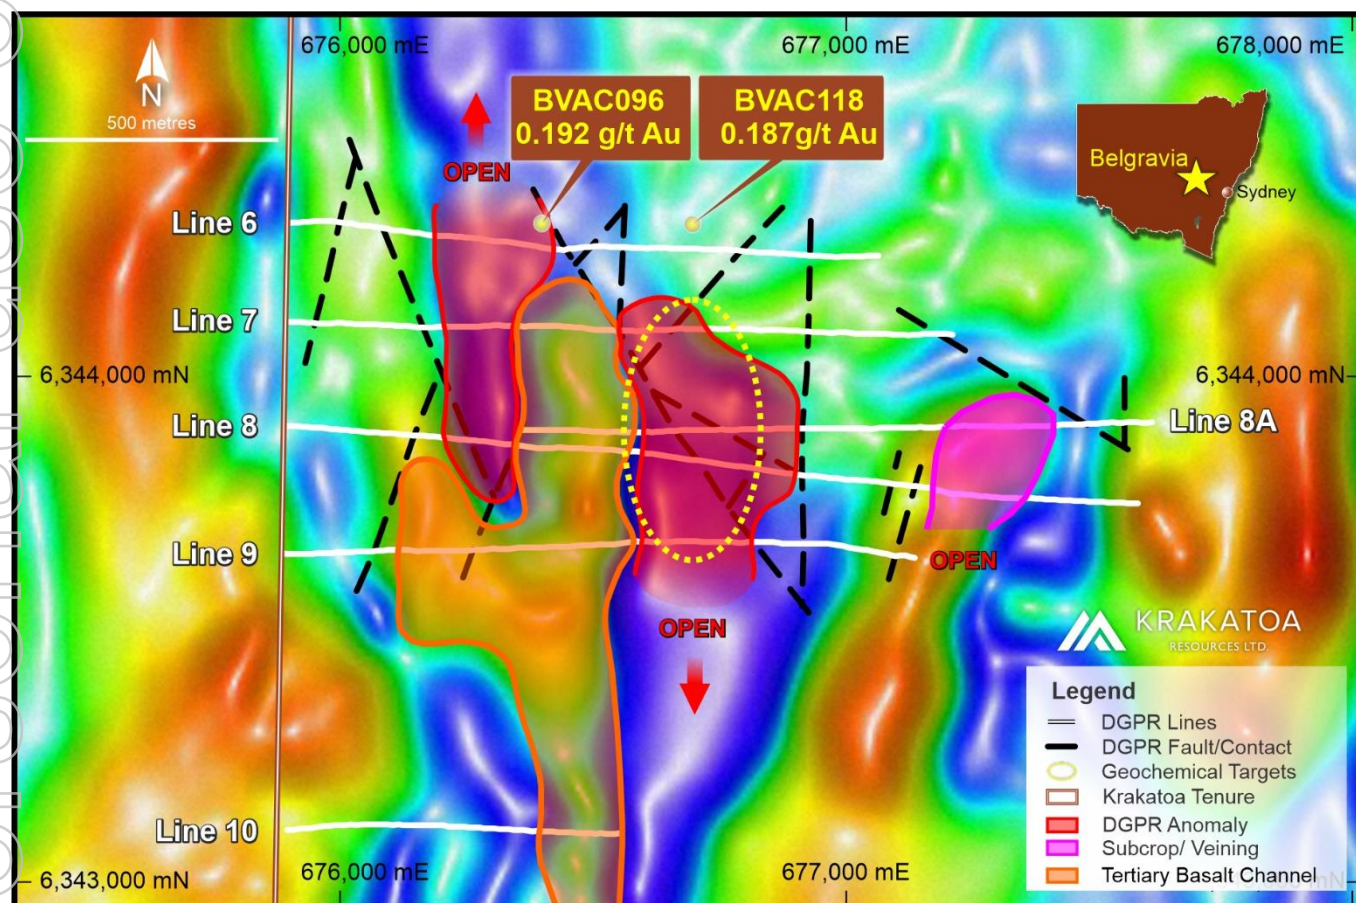 676,000 mE
677,000 mE
678,000 mE
N
500 metres
BVAC096
0.192 g/t Au
BVAC118
0.187g/t Au
Belgravia
Sydney
OPEN
Line 6
Line 7
6,344,000 mN
6,344,000 mN
Line 8
Line 8A
Line 9
OPEN
OPEN
KRAKATOA
RESOURCES LTD.
Legend
DGPR Lines
DGPR Fault/Contact
Geochemical Targets
Krakatoa Tenure
DGPR Anomaly
Subcrop/ Veining
Tertiary Basalt Channel
Line 10
6,343,000 mN
676,000 mE
677,000 mE